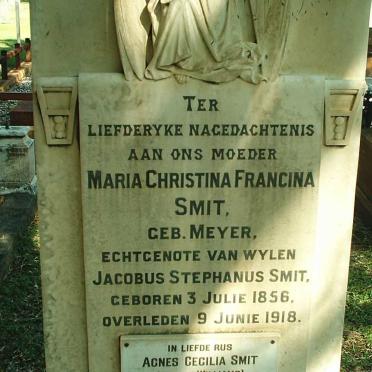 TER
LIEFDERYKE NAGEDACHTENIS
AAN ONS MOEDER
MARIA CHRISTINA FRANCINA
SMIT,
GEB. MEYER,
ECHTGENOTE VAN WYLEN
JACOBUS STEPHANUS SMIT,
GEBOREN 3 JULIE 1856,
OVERLEDEN 9 JUNIE 1918.
IN LIEFDE RUS
AGNES CECILIA SMIT